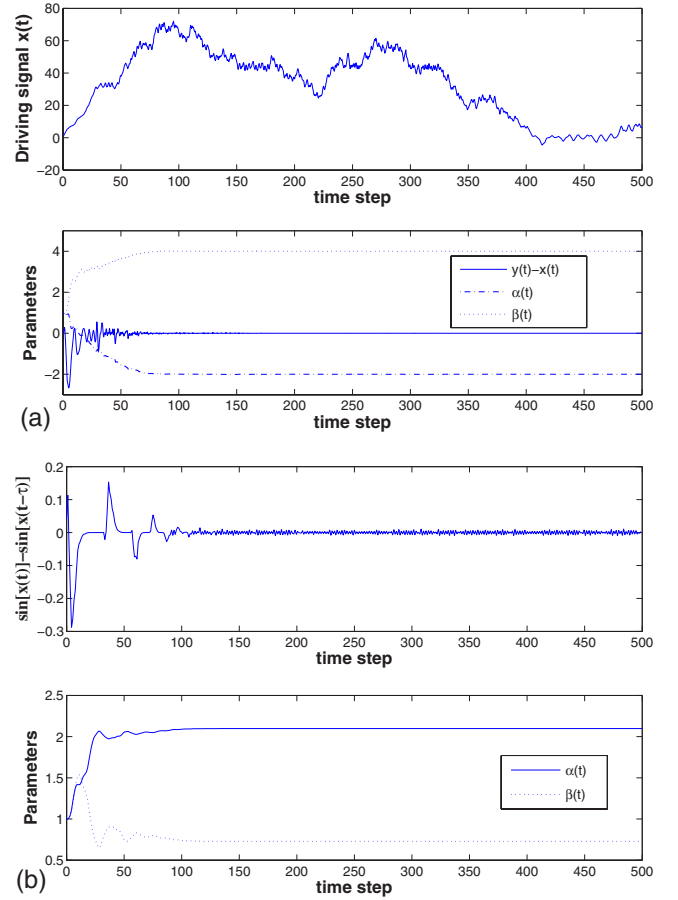 Driving signal x(t)
80
60
40
20
0
−20
0 50 100 150 200 250 300 350 400 450 500
time step
Parameters
4
2
0
−2
y(t)−x(t)
α(t)
β(t)
0 50 100 150 200 250 300 350 400 450 500
time step
(a)
sin[x(t)]−sin[x(t−τ)]
0.2
0.1
0
−0.1
−0.2
−0.3
0 50 100 150 200 250 300 350 400 450 500
time step
Parameters
2.5
2
1.5
1
0.5
α(t)
β(t)
0 50 100 150 200 250 300 350 400 450 500
time step
(b)